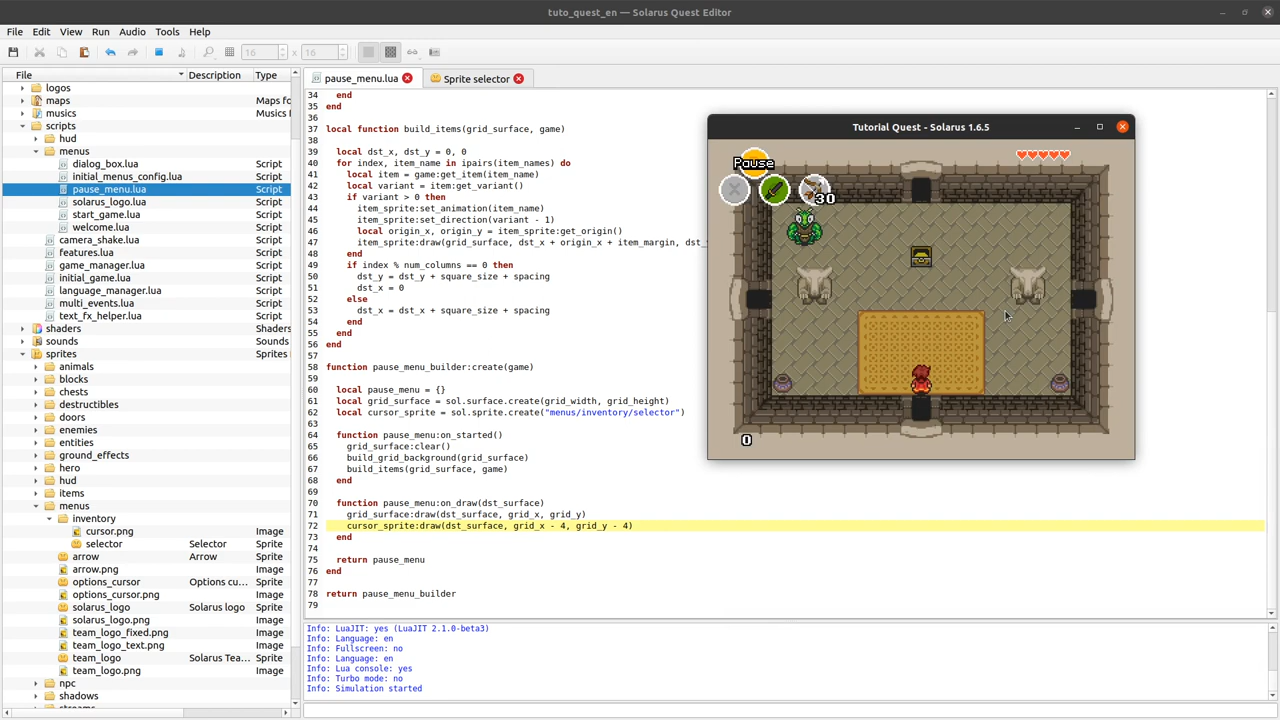 tuto_quest_en — Solarus Quest Editor
File Edit View Run Audio Tools Help
16 x 16
File Description Type
logos
maps Maps fo
musics Musics f
scripts
hud
menus
dialog_box.lua Script
initial_menus_config.lua Script
pause_menu.lua Script
solarus_logo.lua Script
start_game.lua Script
welcome.lua Script
camera_shake.lua Script
features.lua Script
game_manager.lua Script
initial_game.lua Script
language_manager.lua Script
multi_events.lua Script
text_fx_helper.lua Script
shaders Shaders
sounds Sounds f
sprites Sprites f
animals Folder
blocks Folder
chests Folder
destructibles Folder
doors Folder
enemies Folder
entities Folder
ground_effects Folder
hero Folder
hud Folder
items Folder
menus Folder
inventory Folder
cursor.png Image
selector Selector Sprite
arrow Arrow Sprite
arrow.png Image
options_cursor Options cu... Sprite
options_cursor.png Image
solarus_logo Solarus logo Sprite
solarus_logo.png Image
team_logo_fixed.png Image
team_logo_text.png Image
team_logo Solarus Tea... Sprite
team_logo.png Image
npc Folder
shadows Folder
pause_menu.lua Sprite selector
34 end
35 end
36
37 local function build_items(grid_surface, game)
38
39 local dst_x, dst_y = 0, 0
40 for index, item_name in ipairs(item_names) do
41 local item = game:get_item(item_name)
42 local variant = item:get_variant()
43 if variant > 0 then
44 item_sprite:set_animation(item_name)
45 item_sprite:set_direction(variant - 1)
46 local origin_x, origin_y = item_sprite:get_origin()
47 item_sprite:draw(grid_surface, dst_x + origin_x + item_margin, dst_
48 end
49 if index % num_columns == 0 then
50 dst_y = dst_y + square_size + spacing
51 dst_x = 0
52 else
53 dst_x = dst_x + square_size + spacing
54 end
55 end
56 end
57
58 function pause_menu_builder:create(game)
59
60 local pause_menu = {}
61 local grid_surface = sol.surface.create(grid_width, grid_height)
62 local cursor_sprite = sol.sprite.create("menus/inventory/selector")
63
64 function pause_menu:on_started()
65 grid_surface:clear()
66 build_grid_background(grid_surface)
67 build_items(grid_surface, game)
68 end
69
70 function pause_menu:on_draw(dst_surface)
71 grid_surface:draw(dst_surface, grid_x, grid_y)
72 cursor_sprite:draw(dst_surface, grid_x - 4, grid_y - 4)
73 end
74
75 return pause_menu
76 end
77
78 return pause_menu_builder
79
Tutorial Quest - Solarus 1.6.5
Pause
30
0
Info: LuaJIT: yes (LuaJIT 2.1.0-beta3)
Info: Language: en
Info: Fullscreen: no
Info: Language: en
Info: Lua console: yes
Info: Turbo mode: no
Info: Simulation started